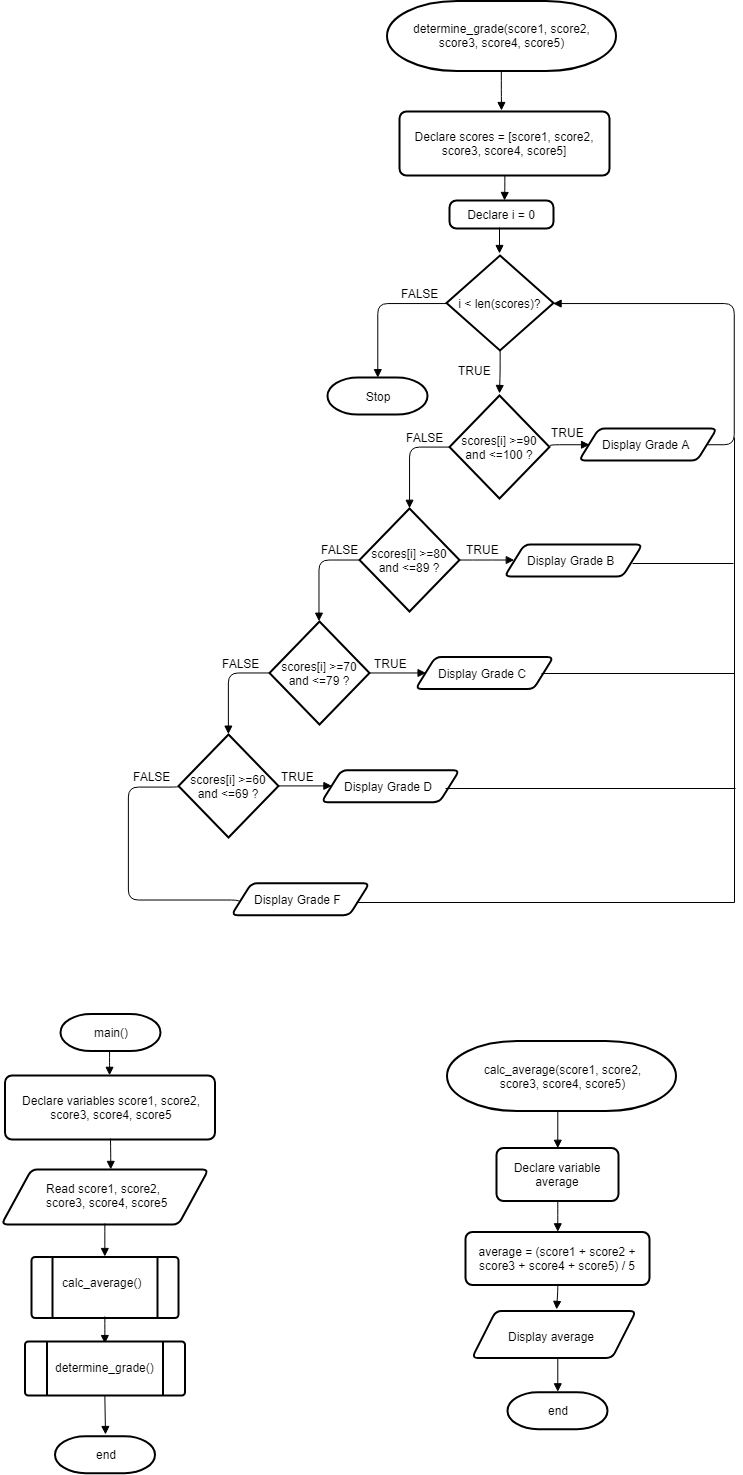 determine_grade(score1, score2,
score3, score4, score5)
Declare scores = [score1, score2,
score3, score4, score5]
Declare i = 0
i < len(scores)?
FALSE
TRUE
Stop
scores[i] >=90
and <=100 ?
TRUE
Display Grade A
FALSE
scores[i] >=80
and <=89 ?
TRUE
Display Grade B
FALSE
scores[i] >=70
and <=79 ?
TRUE
Display Grade C
FALSE
scores[i] >=60
and <=69 ?
TRUE
Display Grade D
FALSE
Display Grade F
main()
Declare variables score1, score2,
score3, score4, score5
Read score1, score2,
score3, score4, score5
calc_average()
determine_grade()
end
calc_average(score1, score2,
score3, score4, score5)
Declare variable
average
average = (score1 + score2 +
score3 + score4 + score5) / 5
Display average
end